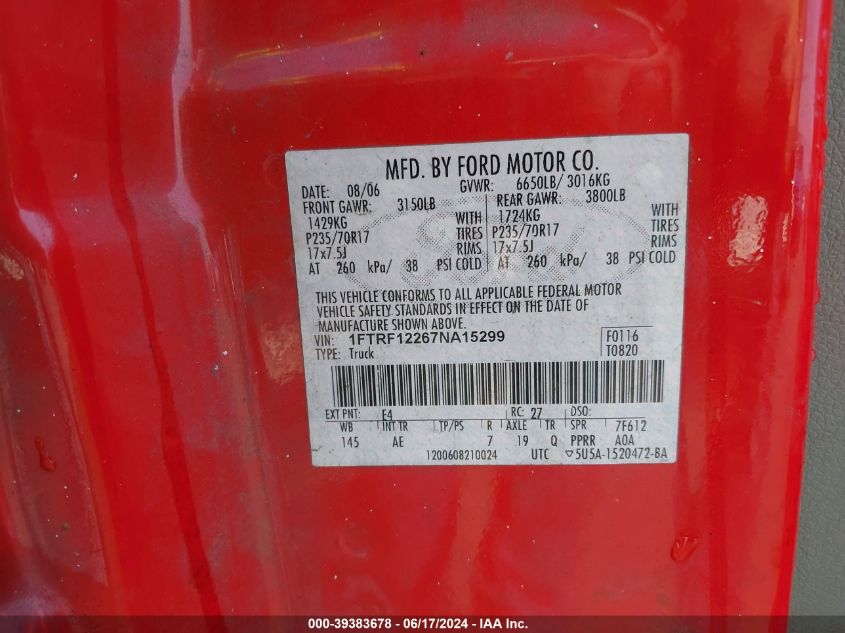 MFD. BY FORD MOTOR CO.
DATE: 08/06 GVWR: 6650LB/ 3016KG
FRONT GAWR: 3150LB REAR GAWR: 3800LB
1429KG WITH 1724KG WITH
P235/70R17 TIRES P235/70R17 TIRES
17x7.5J RIMS 17x7.5J RIMS
AT 260 kPa/ 38 PSI COLD AT 260 kPa/ 38 PSI COLD
THIS VEHICLE CONFORMS TO ALL APPLICABLE FEDERAL MOTOR
VEHICLE SAFETY STANDARDS IN EFFECT ON THE DATE OF
MANUFACTURE SHOWN ABOVE.
VIN: 1FTRF12267NA15299 F0116
TYPE: Truck T0820
EXT PNT: E4 RC: 27 DSO:
WB INT TR TP/PS R AXLE TR SPR 7F612
145 AE 7 19 Q PPRR A0A
1200608210024 UTC ▽5U5A-1520472-BA
000-39383678 - 06/17/2024 - IAA Inc.